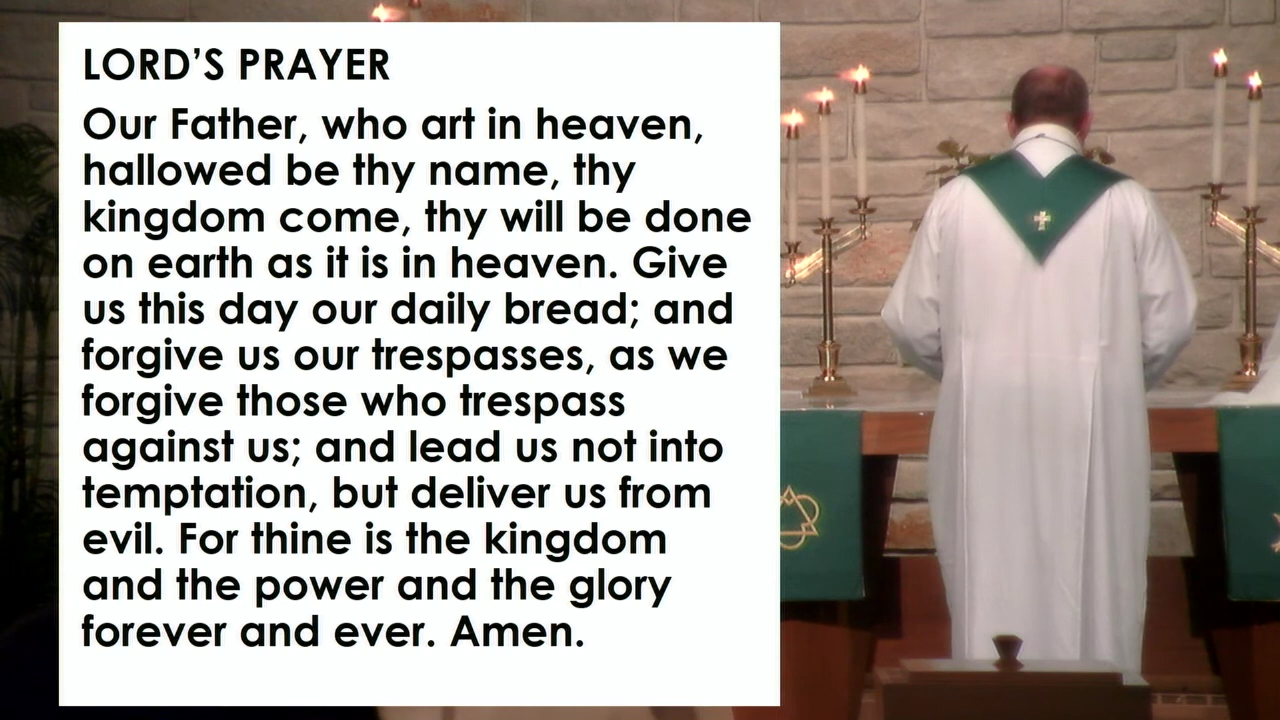 LORD’S PRAYER
Our Father, who art in heaven,
hallowed be thy name, thy
kingdom come, thy will be done
on earth as it is in heaven. Give
us this day our daily bread; and
forgive us our trespasses, as we
forgive those who trespass
against us; and lead us not into
temptation, but deliver us from
evil. For thine is the kingdom
and the power and the glory
forever and ever. Amen.